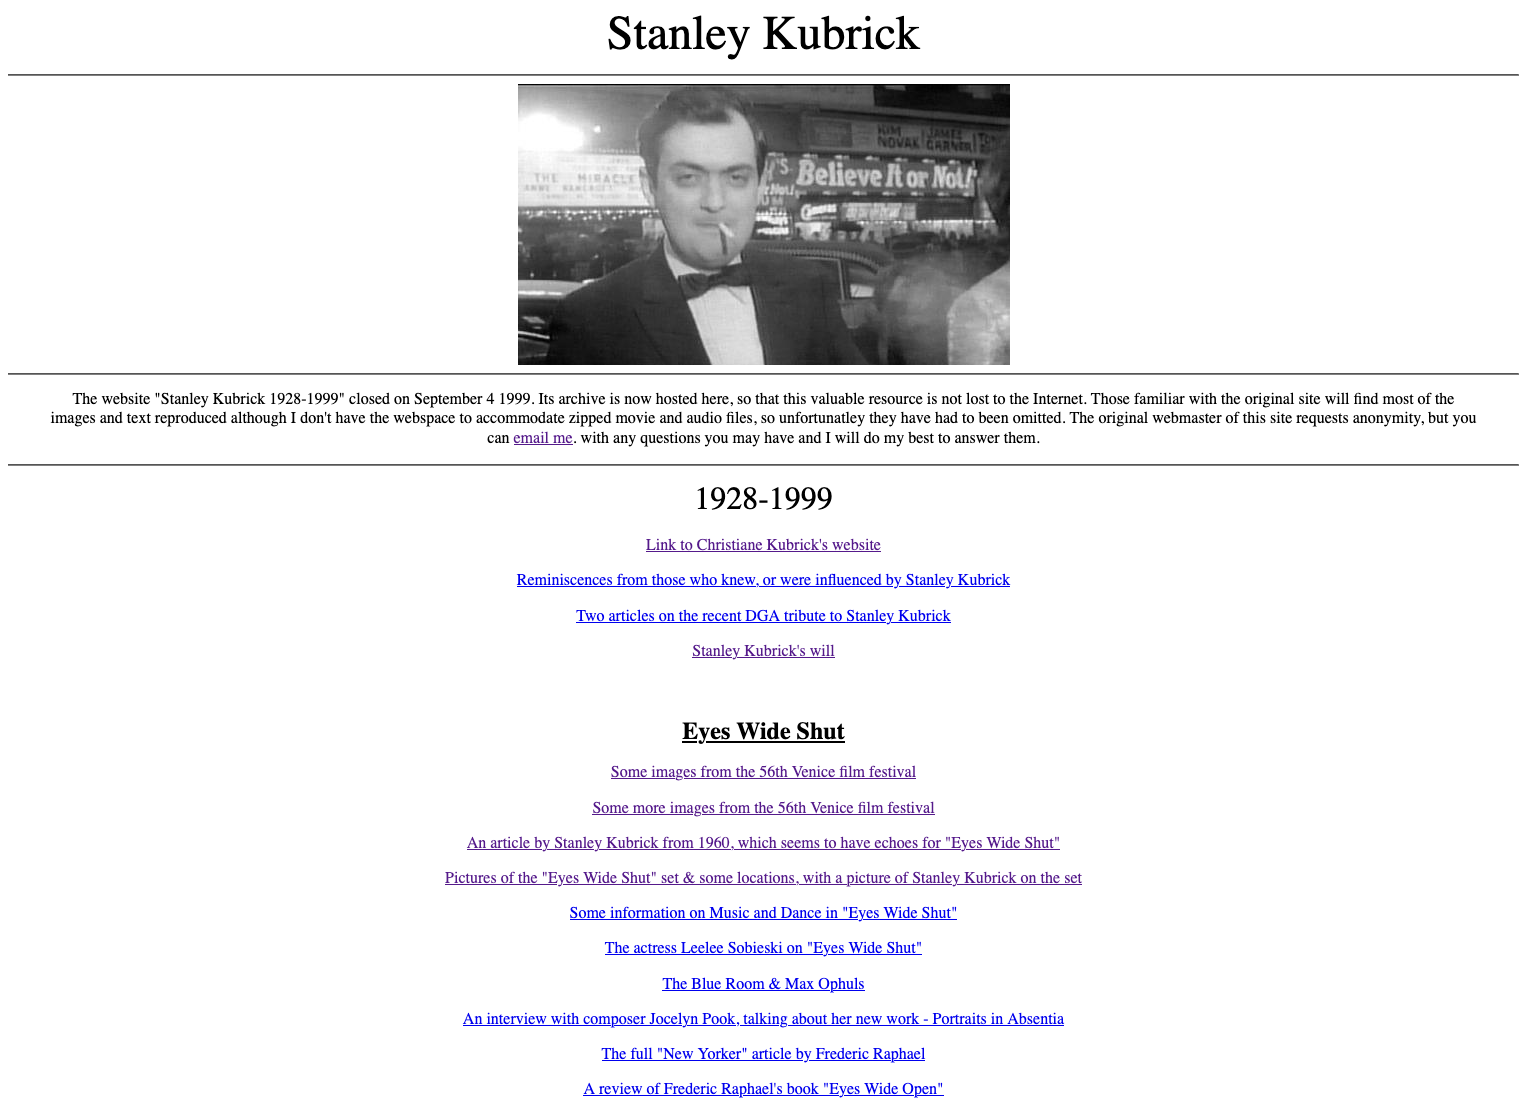 Stanley Kubrick
KIM NOVAK JAMES GARNER
THE MIRACLE
ANNE BANCROFT
Believe It or Not!
The website "Stanley Kubrick 1928-1999" closed on September 4 1999. Its archive is now hosted here, so that this valuable resource is not lost to the Internet. Those familiar with the original site will find most of the
images and text reproduced although I don't have the webspace to accommodate zipped movie and audio files, so unfortunatley they have had to been omitted. The original webmaster of this site requests anonymity, but you
can email me. with any questions you may have and I will do my best to answer them.
1928-1999
Link to Christiane Kubrick's website
Reminiscences from those who knew, or were influenced by Stanley Kubrick
Two articles on the recent DGA tribute to Stanley Kubrick
Stanley Kubrick's will
Eyes Wide Shut
Some images from the 56th Venice film festival
Some more images from the 56th Venice film festival
An article by Stanley Kubrick from 1960, which seems to have echoes for "Eyes Wide Shut"
Pictures of the "Eyes Wide Shut" set & some locations, with a picture of Stanley Kubrick on the set
Some information on Music and Dance in "Eyes Wide Shut"
The actress Leelee Sobieski on "Eyes Wide Shut"
The Blue Room & Max Ophuls
An interview with composer Jocelyn Pook, talking about her new work - Portraits in Absentia
The full "New Yorker" article by Frederic Raphael
A review of Frederic Raphael's book "Eyes Wide Open"